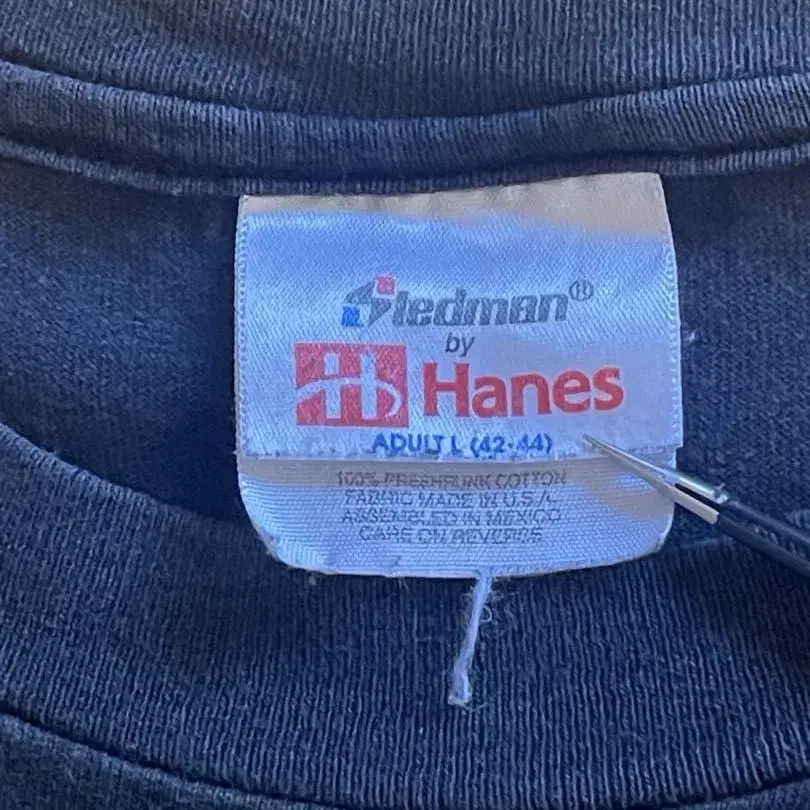 Stedman®
by
H Hanes
ADULT L (42-44)
100% PRESHRUNK COTTON
FABRIC MADE IN U.S.A.
ASSEMBLED IN MEXICO
CARE ON REVERSE